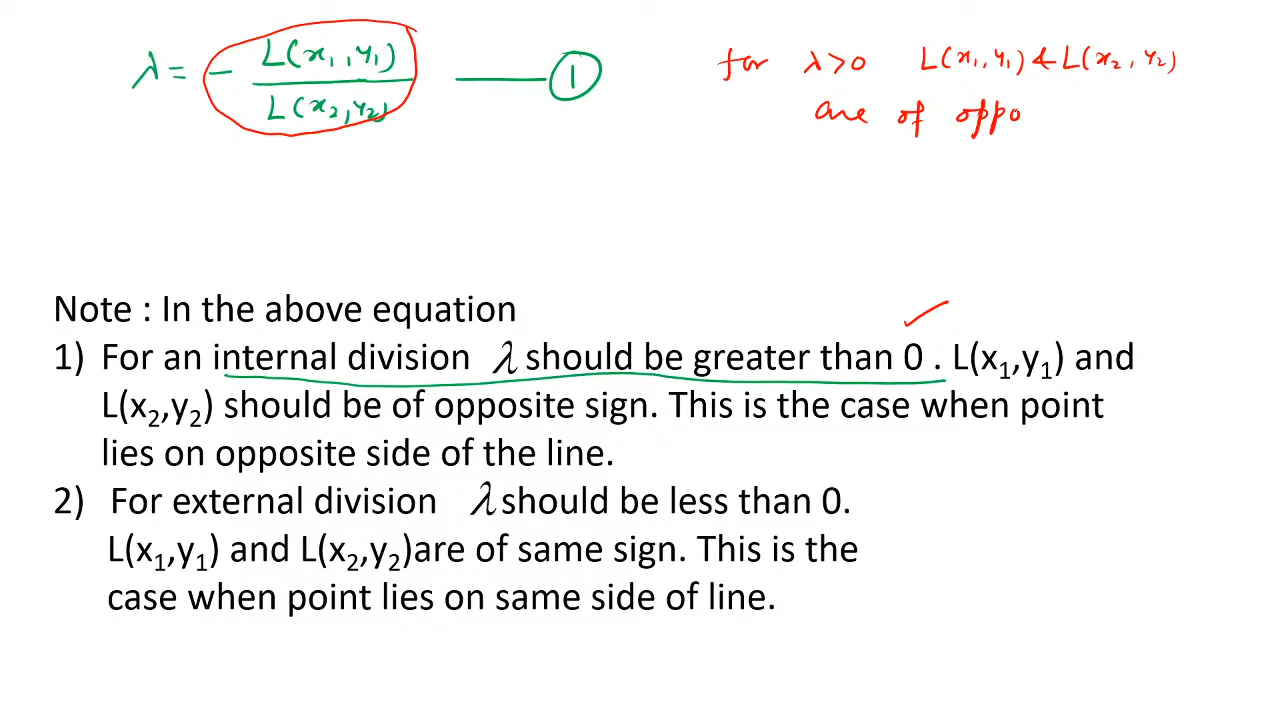 λ = - L(x₁,y₁) / L(x₂,y₂) ——— ①
for λ>0 L(x₁,y₁) & L(x₂,y₂)
are of oppo
Note : In the above equation
1) For an internal division λ should be greater than 0 . L(x₁,y₁) and
L(x₂,y₂) should be of opposite sign. This is the case when point
lies on opposite side of the line.
2) For external division λ should be less than 0.
L(x₁,y₁) and L(x₂,y₂)are of same sign. This is the
case when point lies on same side of line.